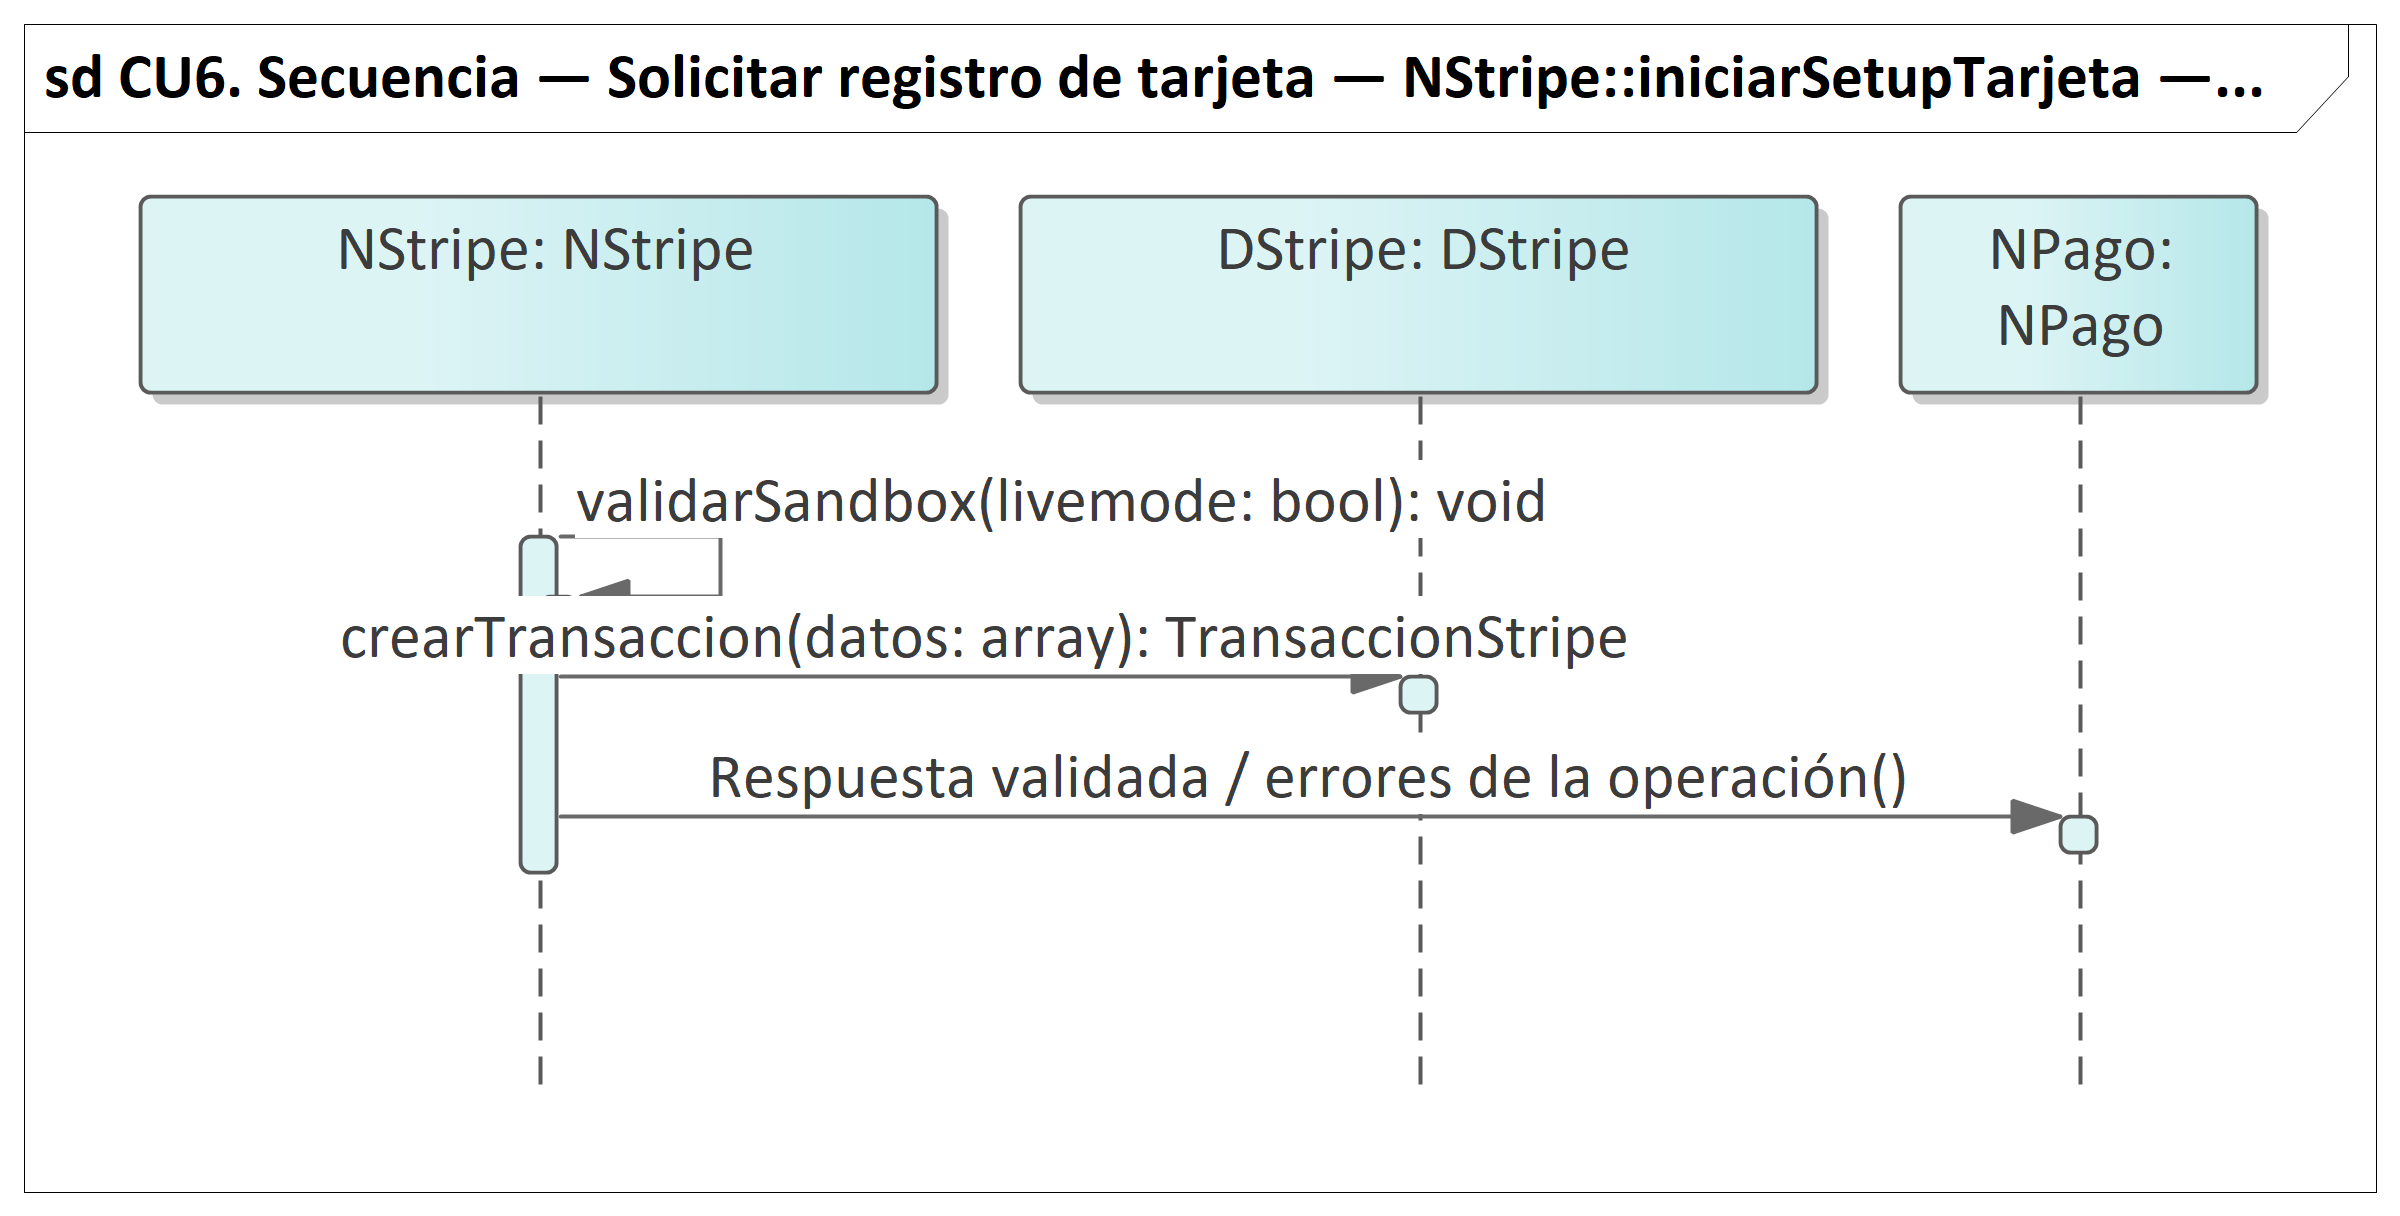 sd CU6. Secuencia — Solicitar registro de tarjeta — NStripe::iniciarSetupTarjeta —...
NStripe: NStripe
DStripe: DStripe
NPago:
NPago
validarSandbox(livemode: bool): void
crearTransaccion(datos: array): TransaccionStripe
Respuesta validada / errores de la operación()